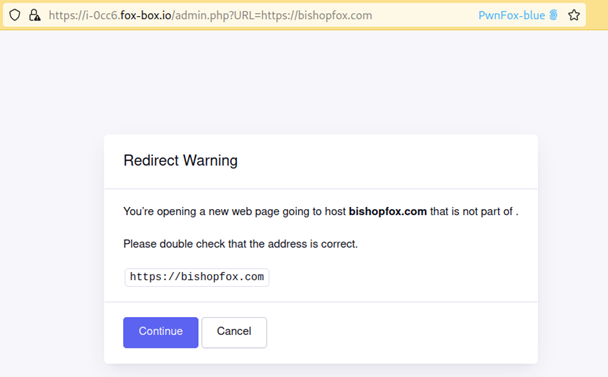 https://i-0cc6.fox-box.io/admin.php?URL=https://bishopfox.com PwnFox-blue
Redirect Warning
You're opening a new web page going to host bishopfox.com that is not part of .
Please double check that the address is correct.
https://bishopfox.com
Continue Cancel